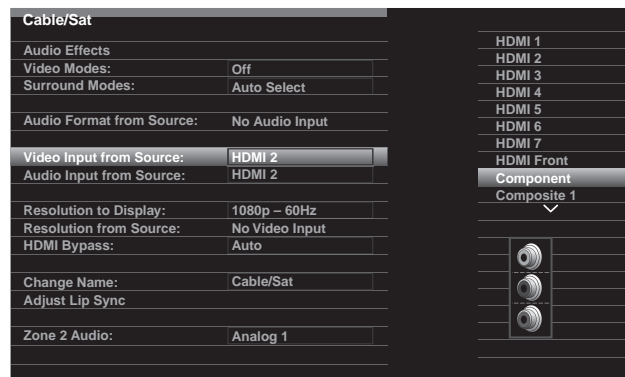 Cable/Sat
Audio Effects
Video Modes: Off
Surround Modes: Auto Select
Audio Format from Source: No Audio Input
Video Input from Source: HDMI 2
Audio Input from Source: HDMI 2
Resolution to Display: 1080p – 60Hz
Resolution from Source: No Video Input
HDMI Bypass: Auto
Change Name: Cable/Sat
Adjust Lip Sync
Zone 2 Audio: Analog 1
HDMI 1
HDMI 2
HDMI 3
HDMI 4
HDMI 5
HDMI 6
HDMI 7
HDMI Front
Component
Composite 1